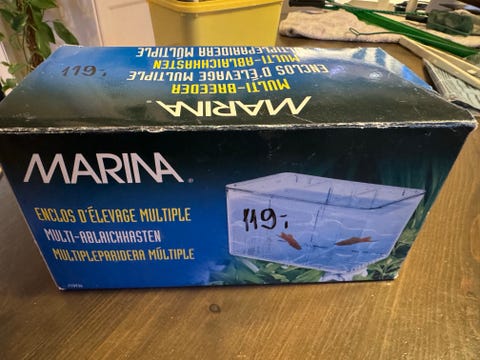 119.-
MARINA®
MULTI-BREEDER
ENCLOS D'ÉLEVAGE MULTIPLE
MULTI-ABLAICHKASTEN
MULTIPLEPARIDERA MÚLTIPLE
MARINA®
ENCLOS D'ÉLEVAGE MULTIPLE
MULTI-ABLAICHKASTEN
MULTIPLEPARIDERA MÚLTIPLE
119.-